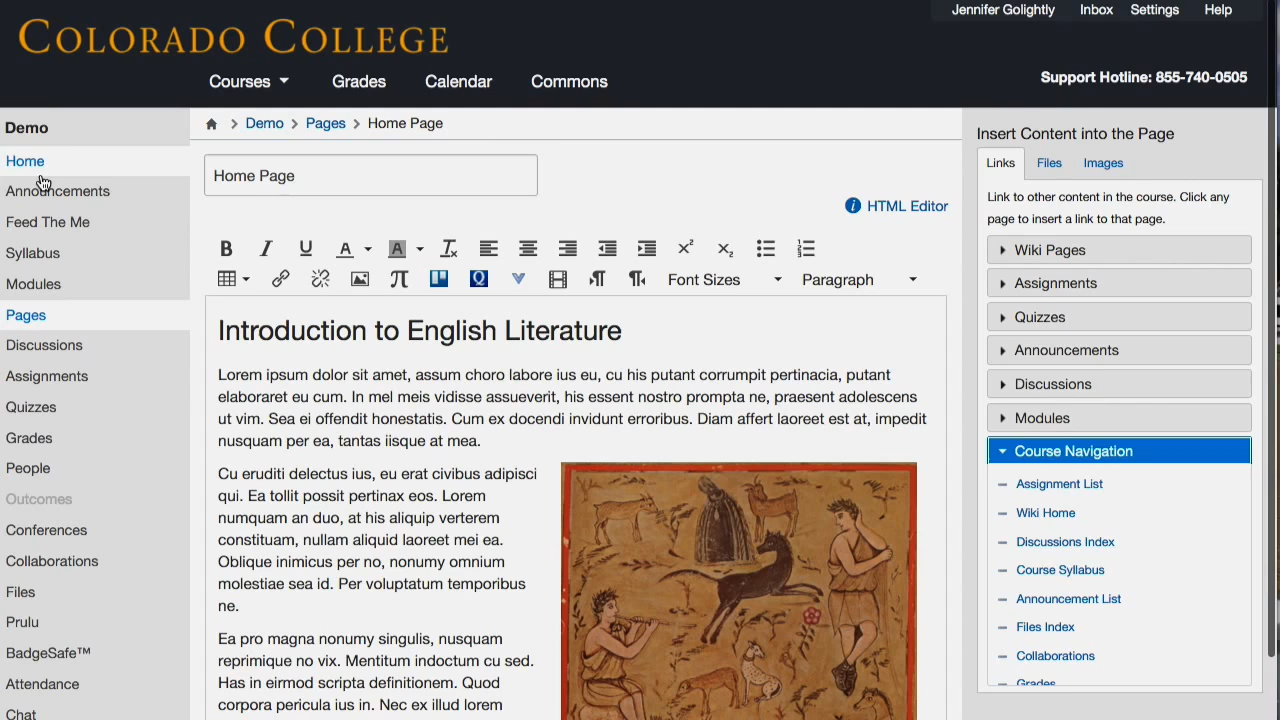 Jennifer Golightly Inbox Settings Help
COLORADO COLLEGE
Courses Grades Calendar Commons
Support Hotline: 855-740-0505
Demo
Home
Announcements
Feed The Me
Syllabus
Modules
Pages
Discussions
Assignments
Quizzes
Grades
People
Outcomes
Conferences
Collaborations
Files
Prulu
BadgeSafe™
Attendance
Chat
Demo > Pages > Home Page
Home Page
HTML Editor
Font Sizes Paragraph
Introduction to English Literature
Lorem ipsum dolor sit amet, assum choro labore ius eu, cu his putant corrumpit pertinacia, putant
elaboraret eu cum. In mel meis vidisse assueverit, his essent nostro prompta ne, praesent adolescens
ut vim. Sea ei offendit honestatis. Cum ex docendi invidunt erroribus. Diam affert laoreet est at, impedit
nusquam per ea, tantas iisque at mea.
Cu eruditi delectus ius, eu erat civibus adipisci
qui. Ea tollit possit pertinax eos. Lorem
numquam an duo, at his aliquip verterem
constituam, nullam aliquid laoreet mei ea.
Oblique inimicus per no, nonumy omnium
molestiae sea id. Per voluptatum temporibus
ne.
Ea pro magna nonumy singulis, nusquam
reprimique no vix. Mentitum indoctum cu sed.
Has in eirmod scripta definitionem. Quod
corpora pericula ius in. Nec ex illud lorem
Insert Content into the Page
Links Files Images
Link to other content in the course. Click any
page to insert a link to that page.
Wiki Pages
Assignments
Quizzes
Announcements
Discussions
Modules
Course Navigation
Assignment List
Wiki Home
Discussions Index
Course Syllabus
Announcement List
Files Index
Collaborations
Grades